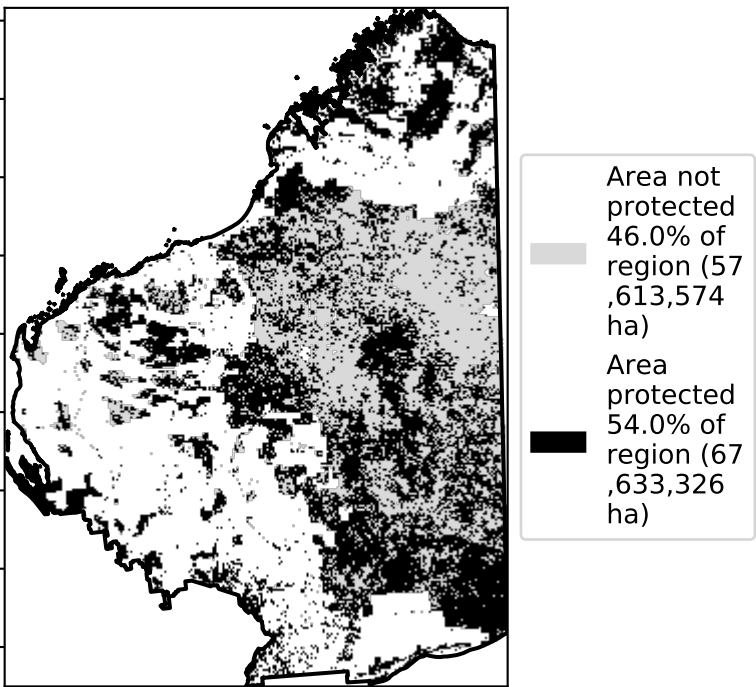 Area not
protected
46.0% of
region (57
,613,574
ha)
Area
protected
54.0% of
region (67
,633,326
ha)